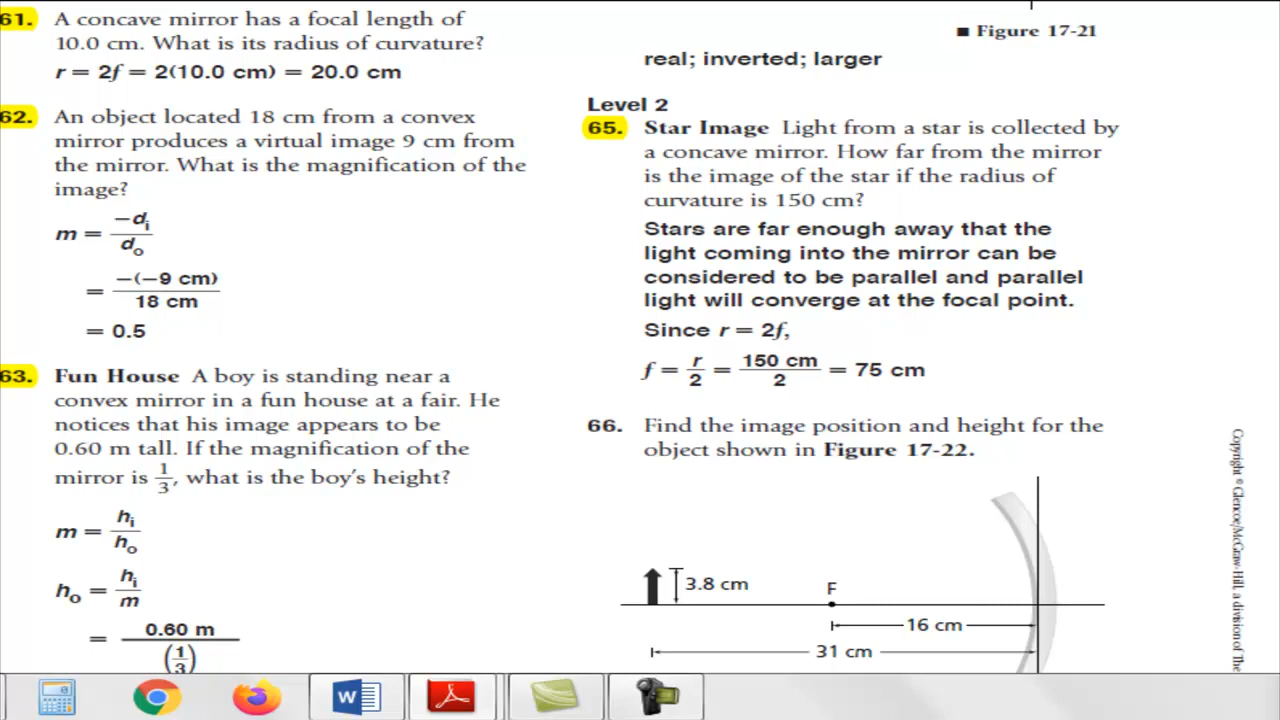 61. A concave mirror has a focal length of
10.0 cm. What is its radius of curvature?
r = 2f = 2(10.0 cm) = 20.0 cm
62. An object located 18 cm from a convex
mirror produces a virtual image 9 cm from
the mirror. What is the magnification of the
image?
m = −di/do
= −(−9 cm)/18 cm
= 0.5
63. Fun House A boy is standing near a
convex mirror in a fun house at a fair. He
notices that his image appears to be
0.60 m tall. If the magnification of the
mirror is 1/3, what is the boy's height?
m = hi/ho
ho = hi/m
= 0.60 m/(1/3)
■ Figure 17-21
real; inverted; larger
Level 2
65. Star Image Light from a star is collected by
a concave mirror. How far from the mirror
is the image of the star if the radius of
curvature is 150 cm?
Stars are far enough away that the
light coming into the mirror can be
considered to be parallel and parallel
light will converge at the focal point.
Since r = 2f,
f = r/2 = 150 cm/2 = 75 cm
66. Find the image position and height for the
object shown in Figure 17-22.
3.8 cm
F
16 cm
31 cm
Copyright © Glencoe/McGraw-Hill, a division of The
W